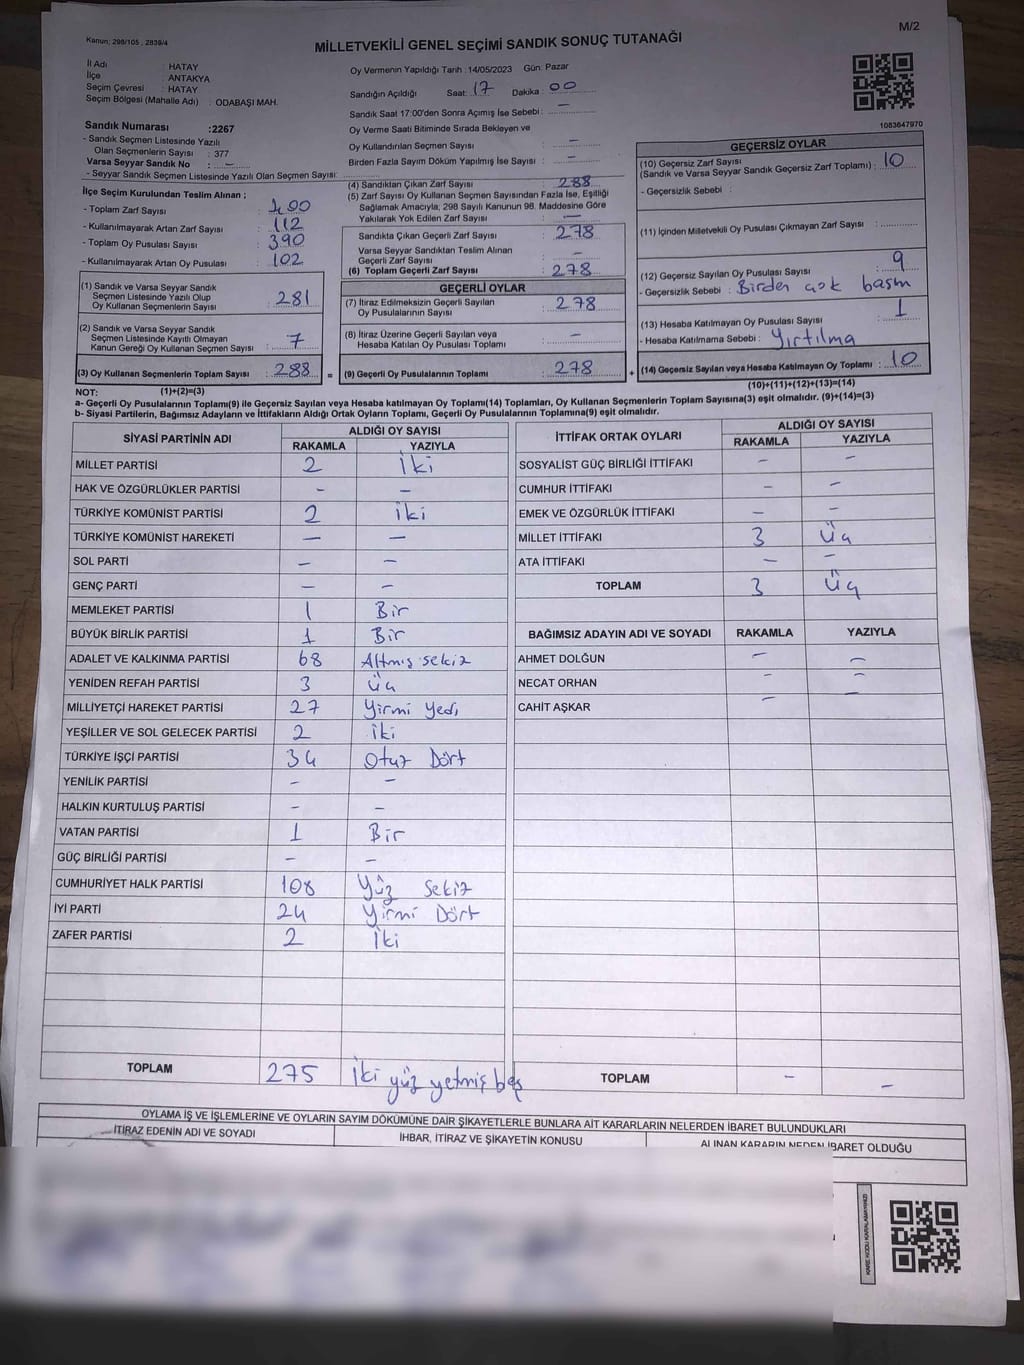 M/2
Kanun: 298/105 , 2839/4
MİLLETVEKİLİ GENEL SEÇİMİ SANDIK SONUÇ TUTANAĞI
İl Adı : HATAY
İlçe : ANTAKYA
Seçim Çevresi : HATAY
Seçim Bölgesi (Mahalle Adı) : ODABAŞI MAH.
Oy Vermenin Yapıldığı Tarih : 14/05/2023 Gün: Pazar
Sandığın Açıldığı Saat: 17 Dakika : 00
Sandık Saat 17:00'den Sonra Açımış İse Sebebi : —
Oy Verme Saati Bitiminde Sırada Bekleyen ve
Oy Kullandırılan Seçmen Sayısı : —
Birden Fazla Sayım Döküm Yapılmış İse Sayısı : —
1083647970
Sandık Numarası : 2267
- Sandık Seçmen Listesinde Yazılı
Olan Seçmenlerin Sayısı : 377
Varsa Seyyar Sandık No : —
- Seyyar Sandık Seçmen Listesinde Yazılı Olan Seçmen Sayısı:
İlçe Seçim Kurulundan Teslim Alınan :
- Toplam Zarf Sayısı : 400
- Kullanılmayarak Artan Zarf Sayısı : 112
- Toplam Oy Pusulası Sayısı : 390
- Kullanılmayarak Artan Oy Pusulası : 102
(1) Sandık ve Varsa Seyyar Sandık
Seçmen Listesinde Yazılı Olup
Oy Kullanan Seçmenlerin Sayısı : 281
(2) Sandık ve Varsa Seyyar Sandık
Seçmen Listesinde Kayıtlı Olmayan
Kanun Gereği Oy Kullanan Seçmen Sayısı : 7
(3) Oy Kullanan Seçmenlerin Toplam Sayısı : 288 =
(4) Sandıktan Çıkan Zarf Sayısı : 288
(5) Zarf Sayısı Oy Kullanan Seçmen Sayısından Fazla İse, Eşitliği
Sağlamak Amacıyla, 298 Sayılı Kanunun 98. Maddesine Göre
Yakılarak Yok Edilen Zarf Sayısı : —
Sandıkta Çıkan Geçerli Zarf Sayısı : 278
Varsa Seyyar Sandıktan Teslim Alınan
Geçerli Zarf Sayısı : —
(6) Toplam Geçerli Zarf Sayısı : 278
GEÇERLİ OYLAR
(7) İtiraz Edilmeksizin Geçerli Sayılan
Oy Pusulalarının Sayısı : 278
(8) İtiraz Üzerine Geçerli Sayılan veya
Hesaba Katılan Oy Pusulası Toplamı : —
(9) Geçerli Oy Pusulalarının Toplamı : 278 +
GEÇERSİZ OYLAR
(10) Geçersiz Zarf Sayısı
(Sandık ve Varsa Seyyar Sandık Geçersiz Zarf Toplamı) : 10
- Geçersizlik Sebebi :
(11) İçinden Milletvekili Oy Pusulası Çıkmayan Zarf Sayısı :
(12) Geçersiz Sayılan Oy Pusulası Sayısı : 9
- Geçersizlik Sebebi : Birden çok basım
(13) Hesaba Katılmayan Oy Pusulası Sayısı : 1
- Hesaba Katılmama Sebebi : Yırtılma
(14) Geçersiz Sayılan veya Hesaba Katılmayan Oy Toplamı : 10
NOT: (1)+(2)=(3) (10)+(11)+(12)+(13)=(14)
a- Geçerli Oy Pusulalarının Toplamı(9) ile Geçersiz Sayılan veya Hesaba katılmayan Oy Toplamı(14) Toplamları, Oy Kullanan Seçmenlerin Toplam Sayısına(3) eşit olmalıdır. (9)+(14)=(3)
b- Siyasi Partilerin, Bağımsız Adayların ve İttifakların Aldığı Ortak Oyların Toplamı, Geçerli Oy Pusulalarının Toplamına(9) eşit olmalıdır.
SİYASİ PARTİNİN ADI ALDIĞI OY SAYISI
RAKAMLA YAZIYLA
MİLLET PARTİSİ 2 İki
HAK VE ÖZGÜRLÜKLER PARTİSİ — —
TÜRKİYE KOMÜNİST PARTİSİ 2 İki
TÜRKİYE KOMÜNİST HAREKETİ — —
SOL PARTİ — —
GENÇ PARTİ — —
MEMLEKET PARTİSİ 1 Bir
BÜYÜK BİRLİK PARTİSİ 1 Bir
ADALET VE KALKINMA PARTİSİ 68 Altmış sekiz
YENİDEN REFAH PARTİSİ 3 Üç
MİLLİYETÇİ HAREKET PARTİSİ 27 Yirmi Yedi
YEŞİLLER VE SOL GELECEK PARTİSİ 2 İki
TÜRKİYE İŞÇİ PARTİSİ 34 Otuz Dört
YENİLİK PARTİSİ — —
HALKIN KURTULUŞ PARTİSİ — —
VATAN PARTİSİ 1 Bir
GÜÇ BİRLİĞİ PARTİSİ — —
CUMHURİYET HALK PARTİSİ 108 Yüz Sekiz
İYİ PARTİ 24 Yirmi Dört
ZAFER PARTİSİ 2 İki
TOPLAM 275 İki yüz yetmiş beş
İTTİFAK ORTAK OYLARI ALDIĞI OY SAYISI
RAKAMLA YAZIYLA
SOSYALİST GÜÇ BİRLİĞİ İTTİFAKI — —
CUMHUR İTTİFAKI — —
EMEK VE ÖZGÜRLÜK İTTİFAKI — —
MİLLET İTTİFAKI 3 Üç
ATA İTTİFAKI — —
TOPLAM 3 Üç
BAĞIMSIZ ADAYIN ADI VE SOYADI RAKAMLA YAZIYLA
AHMET DOLĞUN — —
NECAT ORHAN — —
CAHİT AŞKAR — —
TOPLAM — —
OYLAMA İŞ VE İŞLEMLERİNE VE OYLARIN SAYIM DÖKÜMÜNE DAİR ŞİKAYETLERLE BUNLARA AİT KARARLARIN NELERDEN İBARET BULUNDUKLARI
İTİRAZ EDENİN ADI VE SOYADI İHBAR, İTİRAZ VE ŞİKAYETİN KONUSU ALINAN KARARIN NEDEN İBARET OLDUĞU
KARE KODU KARALAMAYINIZ!